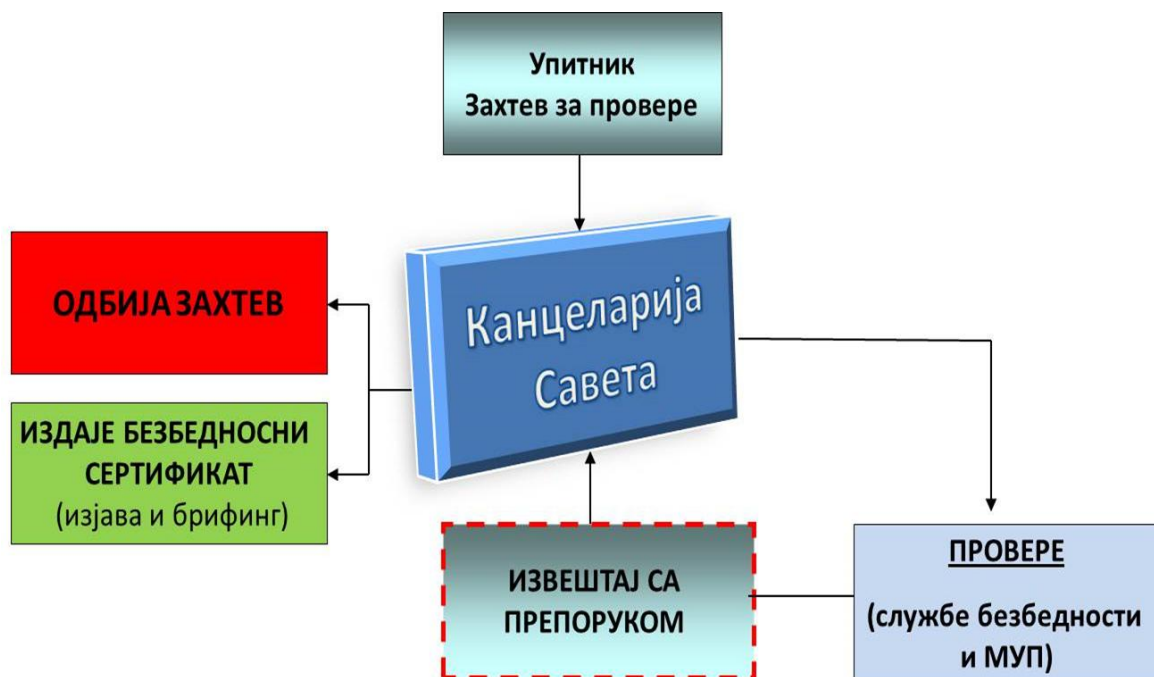 Упитник
Захтев за провере
ОДБИЈА ЗАХТЕВ
Канцеларија
Савета
ИЗДАЈЕ БЕЗБЕДНОСНИ
СЕРТИФИКАТ
(изјава и брифинг)
ИЗВЕШТАЈ СА
ПРЕПОРУКОМ
ПРОВЕРЕ
(службе безбедности
и МУП)